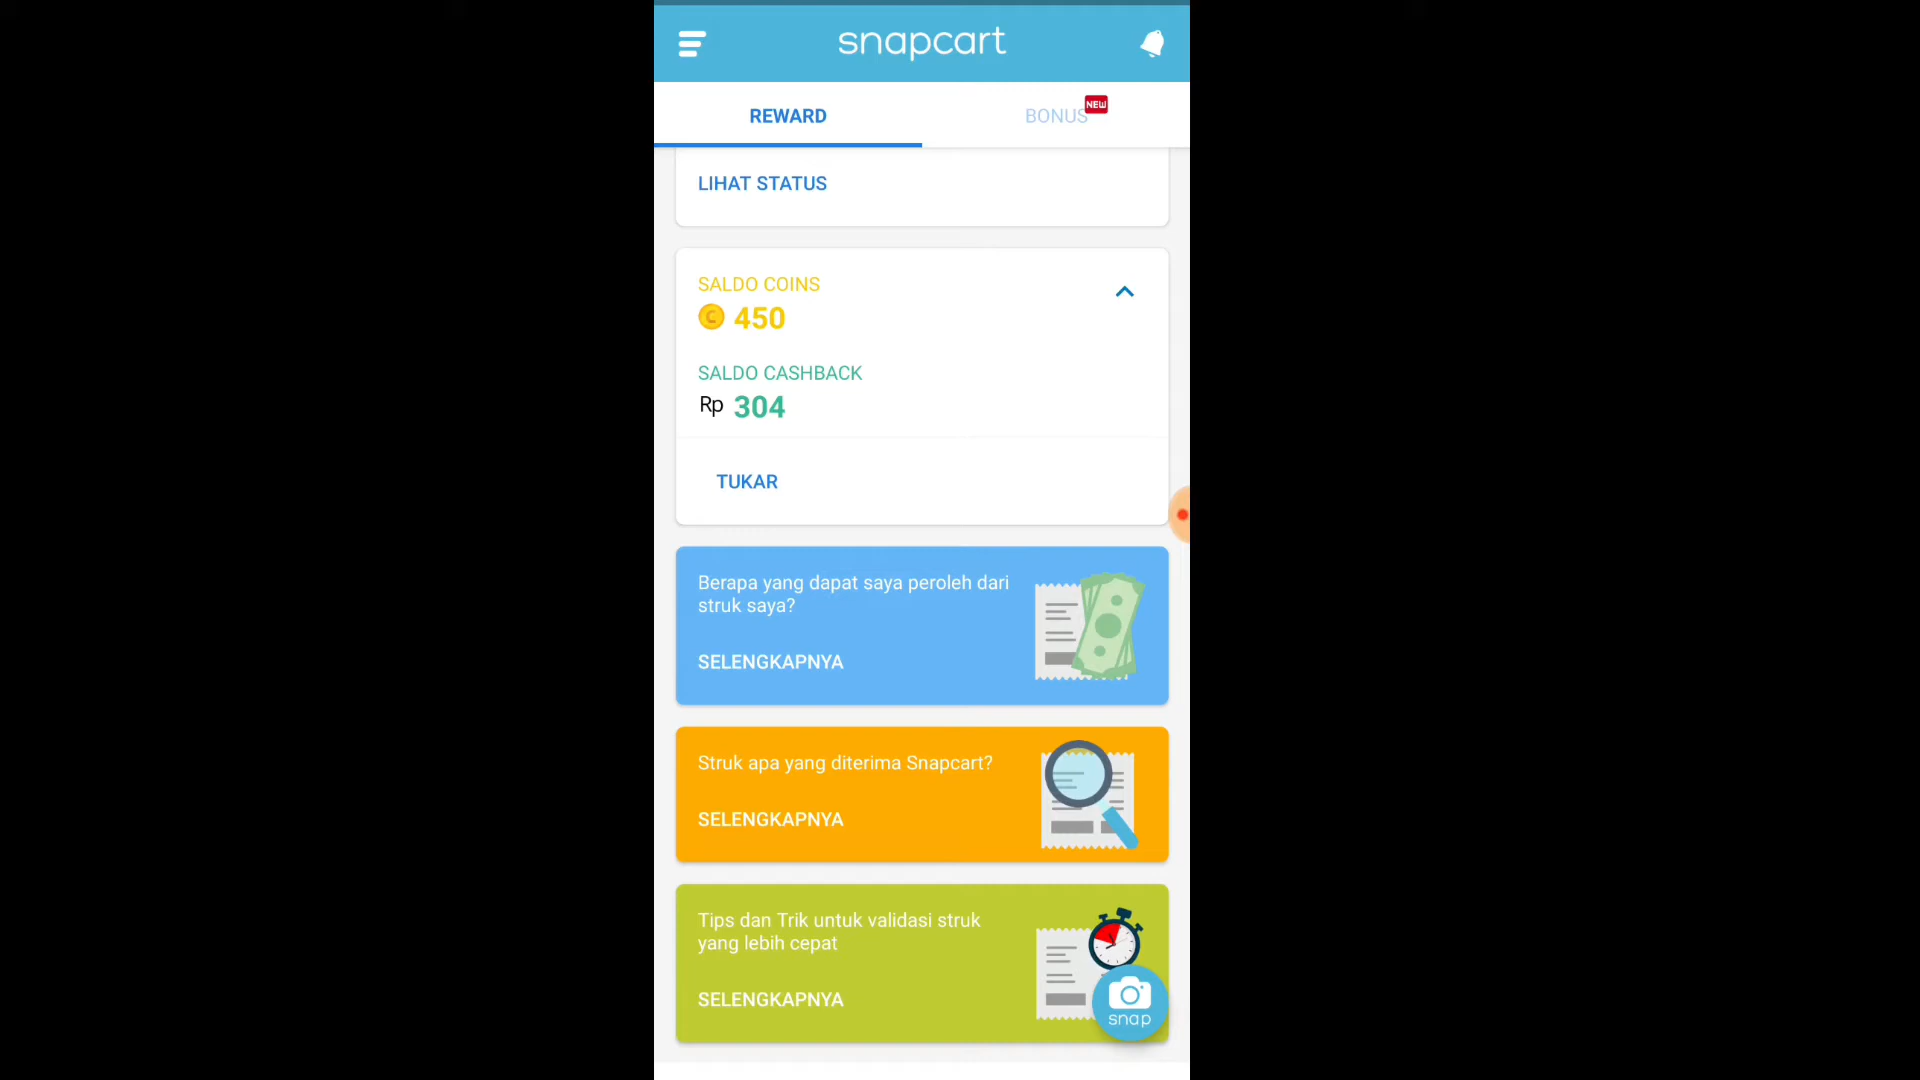 snapcart
REWARD
BONUS
NEW
LIHAT STATUS
SALDO COINS
C 450
SALDO CASHBACK
Rp 304
TUKAR
Berapa yang dapat saya peroleh dari
struk saya?
SELENGKAPNYA
Struk apa yang diterima Snapcart?
SELENGKAPNYA
Tips dan Trik untuk validasi struk
yang lebih cepat
SELENGKAPNYA
snap